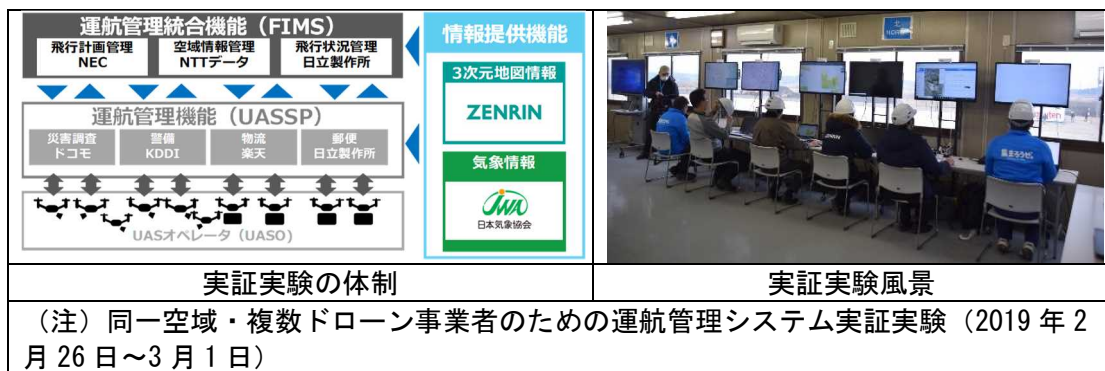 運航管理統合機能(FIMS)
飛行計画管理
NEC
空域情報管理
NTTデータ
飛行状況管理
日立製作所
運航管理機能(UASSP)
災害調査
ドコモ
警備
KDDI
物流
楽天
郵便
日立製作所
UASオペレータ(UASO)
情報提供機能
3次元地図情報
ZENRIN
気象情報
JWA
日本気象協会
北
NORTH
ZENRIN
実証実験の体制
実証実験風景
(注)同一空域・複数ドローン事業者のための運航管理システム実証実験(2019 年 2
月 26 日~3 月 1 日)